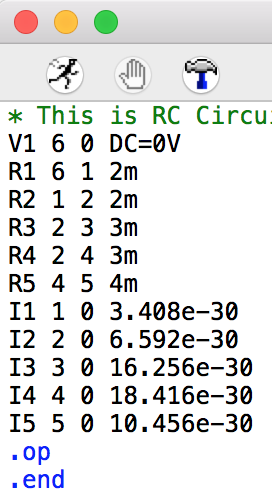 * This is RC Circui
V1 6 0 DC=0V
R1 6 1 2m
R2 1 2 2m
R3 2 3 3m
R4 2 4 3m
R5 4 5 4m
I1 1 0 3.408e-30
I2 2 0 6.592e-30
I3 3 0 16.256e-30
I4 4 0 18.416e-30
I5 5 0 10.456e-30
.op
.end